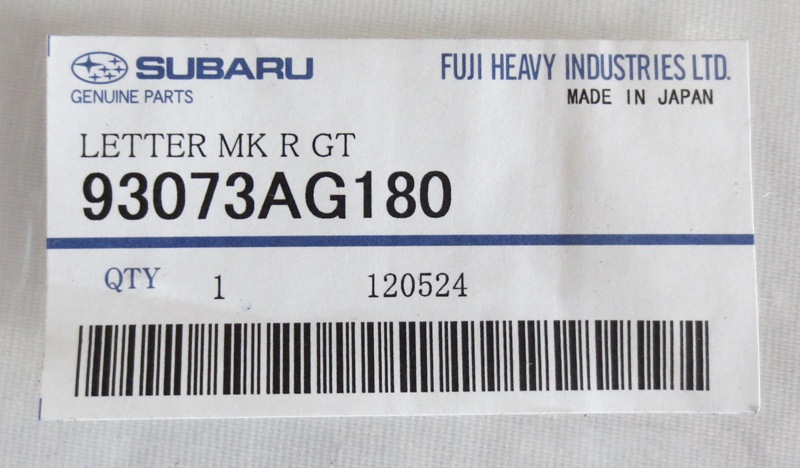 SUBARU
GENUINE PARTS
FUJI HEAVY INDUSTRIES LTD.
MADE IN JAPAN
LETTER MK R GT
93073AG180
QTY 1 120524